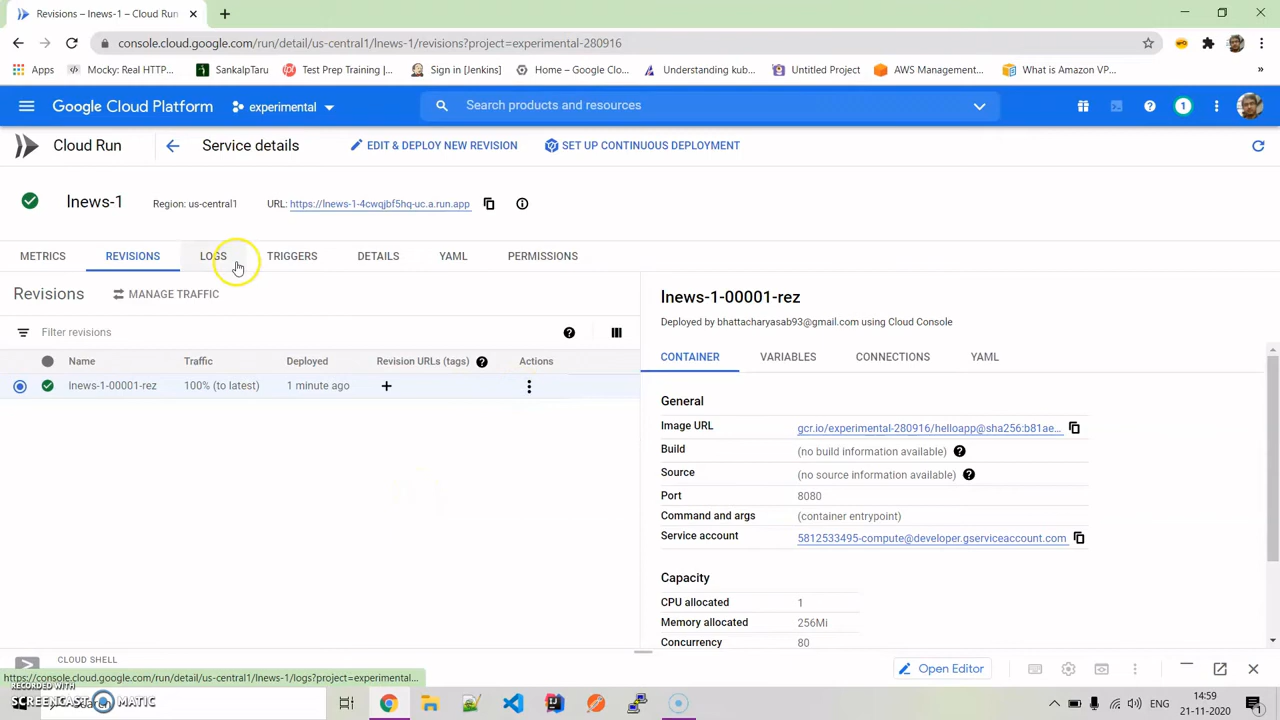 Revisions – lnews-1 – Cloud Run
console.cloud.google.com/run/detail/us-central1/lnews-1/revisions?project=experimental-280916
Apps
Mocky: Real HTTP...
SankalpTaru
Test Prep Training |...
Sign in [Jenkins]
Home – Google Clo...
Understanding kub...
Untitled Project
AWS Management...
What is Amazon VP...
»
Google Cloud Platform
experimental
Search products and resources
1
Cloud Run
Service details
EDIT & DEPLOY NEW REVISION
SET UP CONTINUOUS DEPLOYMENT
lnews-1
Region: us-central1
URL: https://lnews-1-4cwqjbf5hq-uc.a.run.app
METRICS
REVISIONS
LOGS
TRIGGERS
DETAILS
YAML
PERMISSIONS
Revisions
MANAGE TRAFFIC
Filter revisions
Name
Traffic
Deployed
Revision URLs (tags)
Actions
lnews-1-00001-rez
100% (to latest)
1 minute ago
lnews-1-00001-rez
Deployed by bhattacharyasab93@gmail.com using Cloud Console
CONTAINER
VARIABLES
CONNECTIONS
YAML
General
Image URL
gcr.io/experimental-280916/helloapp@sha256:b81ae...
Build
(no build information available)
Source
(no source information available)
Port
8080
Command and args
(container entrypoint)
Service account
5812533495-compute@developer.gserviceaccount.com
Capacity
CPU allocated
1
Memory allocated
256Mi
Concurrency
80
CLOUD SHELL
Open Editor
https://console.cloud.google.com/run/detail/us-central1/lnews-1/logs?project=experimental...
RECORDED WITH
SCREENCAST MATIC
ENG
14:59
21-11-2020
1